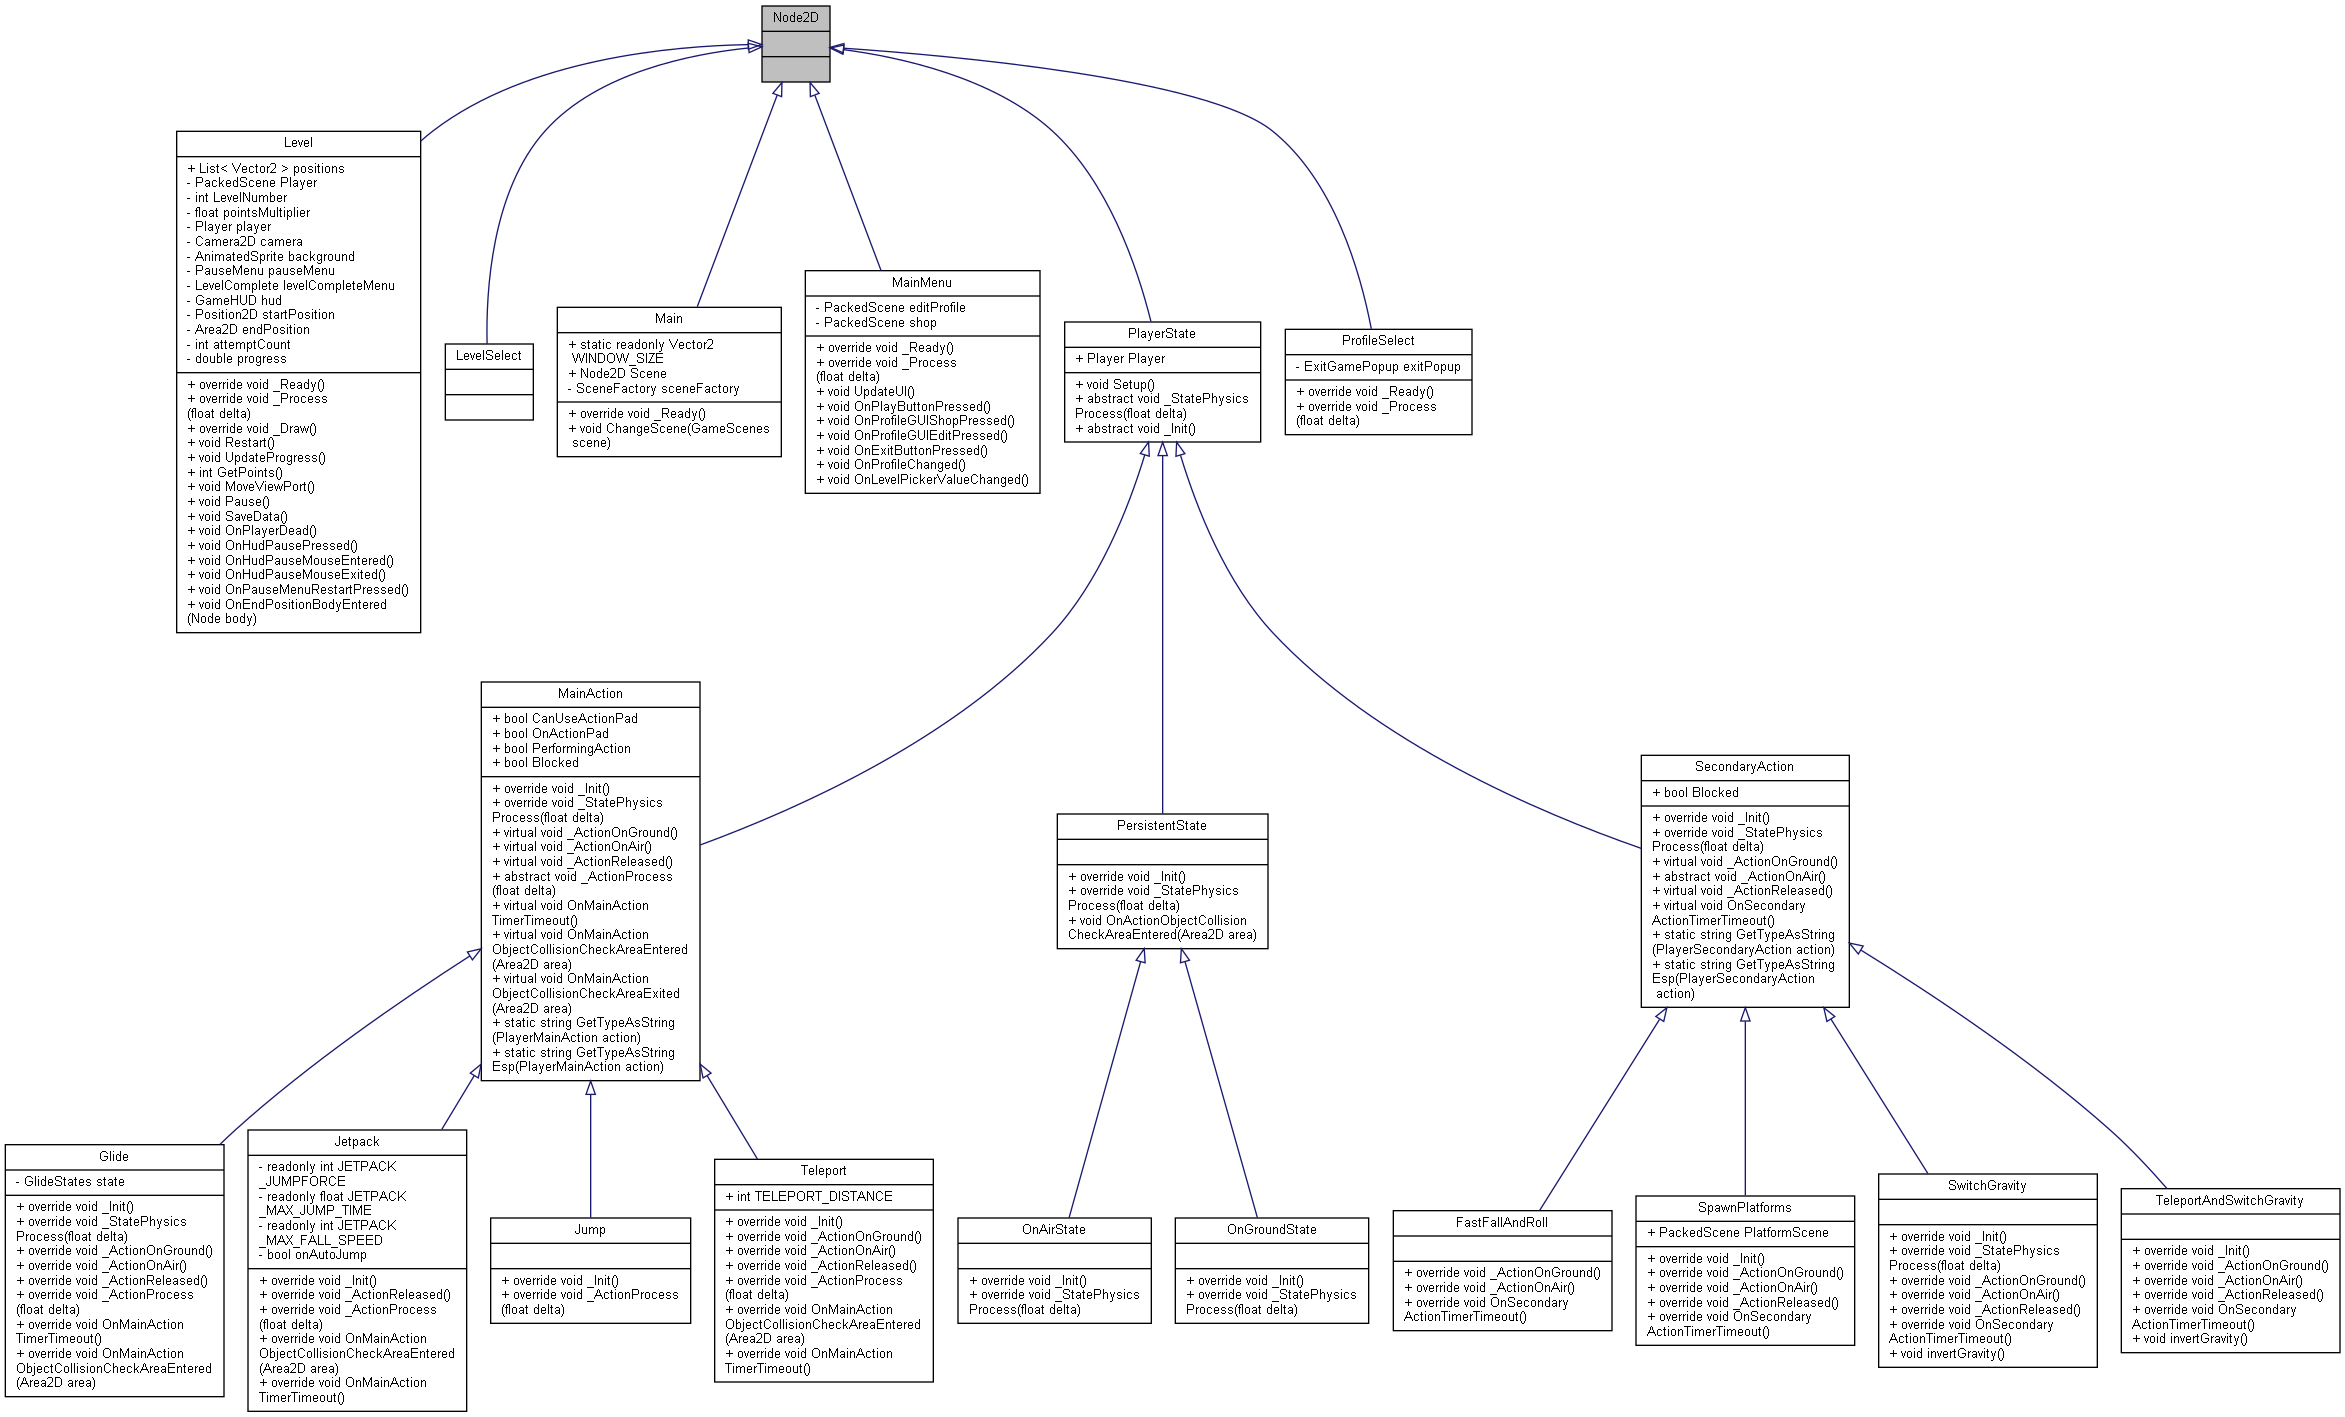 Node2D
Level
+ List< Vector2 > positions
- PackedScene Player
- int LevelNumber
- float pointsMultiplier
- Player player
- Camera2D camera
- AnimatedSprite background
- PauseMenu pauseMenu
- LevelComplete levelCompleteMenu
- GameHUD hud
- Position2D startPosition
- Area2D endPosition
- int attemptCount
- double progress
+ override void _Ready()
+ override void _Process
(float delta)
+ override void _Draw()
+ void Restart()
+ void UpdateProgress()
+ int GetPoints()
+ void MoveViewPort()
+ void Pause()
+ void SaveData()
+ void OnPlayerDead()
+ void OnHudPausePressed()
+ void OnHudPauseMouseEntered()
+ void OnHudPauseMouseExited()
+ void OnPauseMenuRestartPressed()
+ void OnEndPositionBodyEntered
(Node body)
LevelSelect
Main
+ static readonly Vector2
WINDOW_SIZE
+ Node2D Scene
- SceneFactory sceneFactory
+ override void _Ready()
+ void ChangeScene(GameScenes
scene)
MainMenu
- PackedScene editProfile
- PackedScene shop
+ override void _Ready()
+ override void _Process
(float delta)
+ void UpdateUI()
+ void OnPlayButtonPressed()
+ void OnProfileGUIShopPressed()
+ void OnProfileGUIEditPressed()
+ void OnExitButtonPressed()
+ void OnProfileChanged()
+ void OnLevelPickerValueChanged()
PlayerState
+ Player Player
+ void Setup()
+ abstract void _StatePhysics
Process(float delta)
+ abstract void _Init()
ProfileSelect
- ExitGamePopup exitPopup
+ override void _Ready()
+ override void _Process
(float delta)
MainAction
+ bool CanUseActionPad
+ bool OnActionPad
+ bool PerformingAction
+ bool Blocked
+ override void _Init()
+ override void _StatePhysics
Process(float delta)
+ virtual void _ActionOnGround()
+ virtual void _ActionOnAir()
+ virtual void _ActionReleased()
+ abstract void _ActionProcess
(float delta)
+ virtual void OnMainAction
TimerTimeout()
+ virtual void OnMainAction
ObjectCollisionCheckAreaEntered
(Area2D area)
+ virtual void OnMainAction
ObjectCollisionCheckAreaExited
(Area2D area)
+ static string GetTypeAsString
(PlayerMainAction action)
+ static string GetTypeAsString
Esp(PlayerMainAction action)
PersistentState
+ override void _Init()
+ override void _StatePhysics
Process(float delta)
+ void OnActionObjectCollision
CheckAreaEntered(Area2D area)
SecondaryAction
+ bool Blocked
+ override void _Init()
+ override void _StatePhysics
Process(float delta)
+ virtual void _ActionOnGround()
+ abstract void _ActionOnAir()
+ virtual void _ActionReleased()
+ virtual void OnSecondary
ActionTimerTimeout()
+ static string GetTypeAsString
(PlayerSecondaryAction action)
+ static string GetTypeAsString
Esp(PlayerSecondaryAction
action)
Glide
- GlideStates state
+ override void _Init()
+ override void _StatePhysics
Process(float delta)
+ override void _ActionOnGround()
+ override void _ActionOnAir()
+ override void _ActionReleased()
+ override void _ActionProcess
(float delta)
+ override void OnMainAction
TimerTimeout()
+ override void OnMainAction
ObjectCollisionCheckAreaEntered
(Area2D area)
Jetpack
- readonly int JETPACK
_JUMPFORCE
- readonly float JETPACK
_MAX_JUMP_TIME
- readonly int JETPACK
_MAX_FALL_SPEED
- bool onAutoJump
+ override void _Init()
+ override void _ActionReleased()
+ override void _ActionProcess
(float delta)
+ override void OnMainAction
ObjectCollisionCheckAreaEntered
(Area2D area)
+ override void OnMainAction
TimerTimeout()
Jump
+ override void _Init()
+ override void _ActionProcess
(float delta)
Teleport
+ int TELEPORT_DISTANCE
+ override void _Init()
+ override void _ActionOnGround()
+ override void _ActionOnAir()
+ override void _ActionReleased()
+ override void _ActionProcess
(float delta)
+ override void OnMainAction
ObjectCollisionCheckAreaEntered
(Area2D area)
+ override void OnMainAction
TimerTimeout()
OnAirState
+ override void _Init()
+ override void _StatePhysics
Process(float delta)
OnGroundState
+ override void _Init()
+ override void _StatePhysics
Process(float delta)
FastFallAndRoll
+ override void _ActionOnGround()
+ override void _ActionOnAir()
+ override void OnSecondary
ActionTimerTimeout()
SpawnPlatforms
+ PackedScene PlatformScene
+ override void _Init()
+ override void _ActionOnGround()
+ override void _ActionOnAir()
+ override void _ActionReleased()
+ override void OnSecondary
ActionTimerTimeout()
SwitchGravity
+ override void _Init()
+ override void _StatePhysics
Process(float delta)
+ override void _ActionOnGround()
+ override void _ActionOnAir()
+ override void _ActionReleased()
+ override void OnSecondary
ActionTimerTimeout()
+ void invertGravity()
TeleportAndSwitchGravity
+ override void _Init()
+ override void _ActionOnGround()
+ override void _ActionOnAir()
+ override void _ActionReleased()
+ override void OnSecondary
ActionTimerTimeout()
+ void invertGravity()